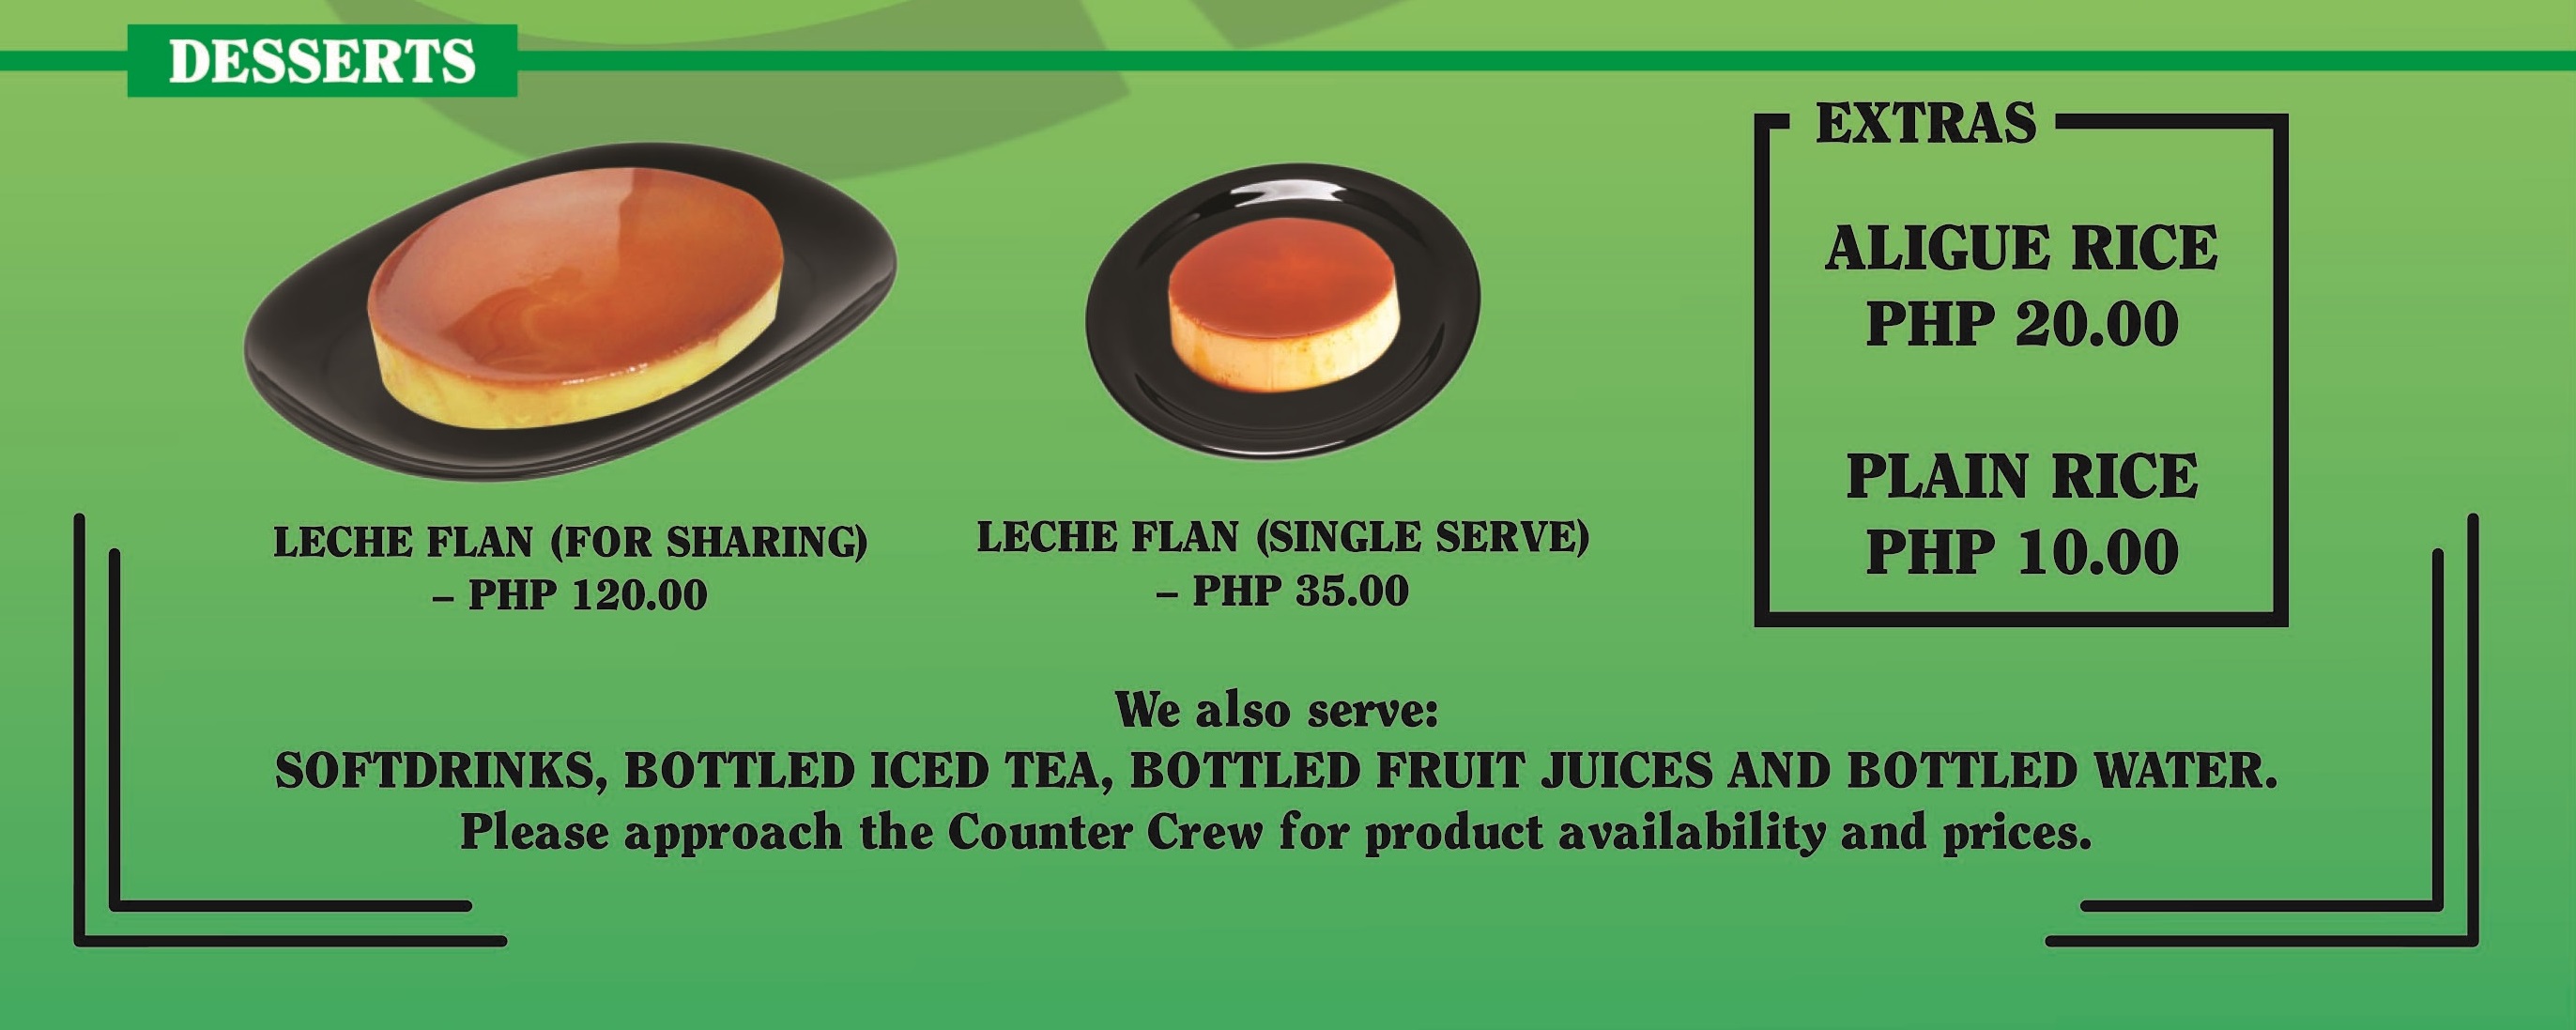 DESSERTS
LECHE FLAN (FOR SHARING)
– PHP 120.00
LECHE FLAN (SINGLE SERVE)
– PHP 35.00
EXTRAS
ALIGUE RICE
PHP 20.00
PLAIN RICE
PHP 10.00
We also serve:
SOFTDRINKS, BOTTLED ICED TEA, BOTTLED FRUIT JUICES AND BOTTLED WATER.
Please approach the Counter Crew for product availability and prices.